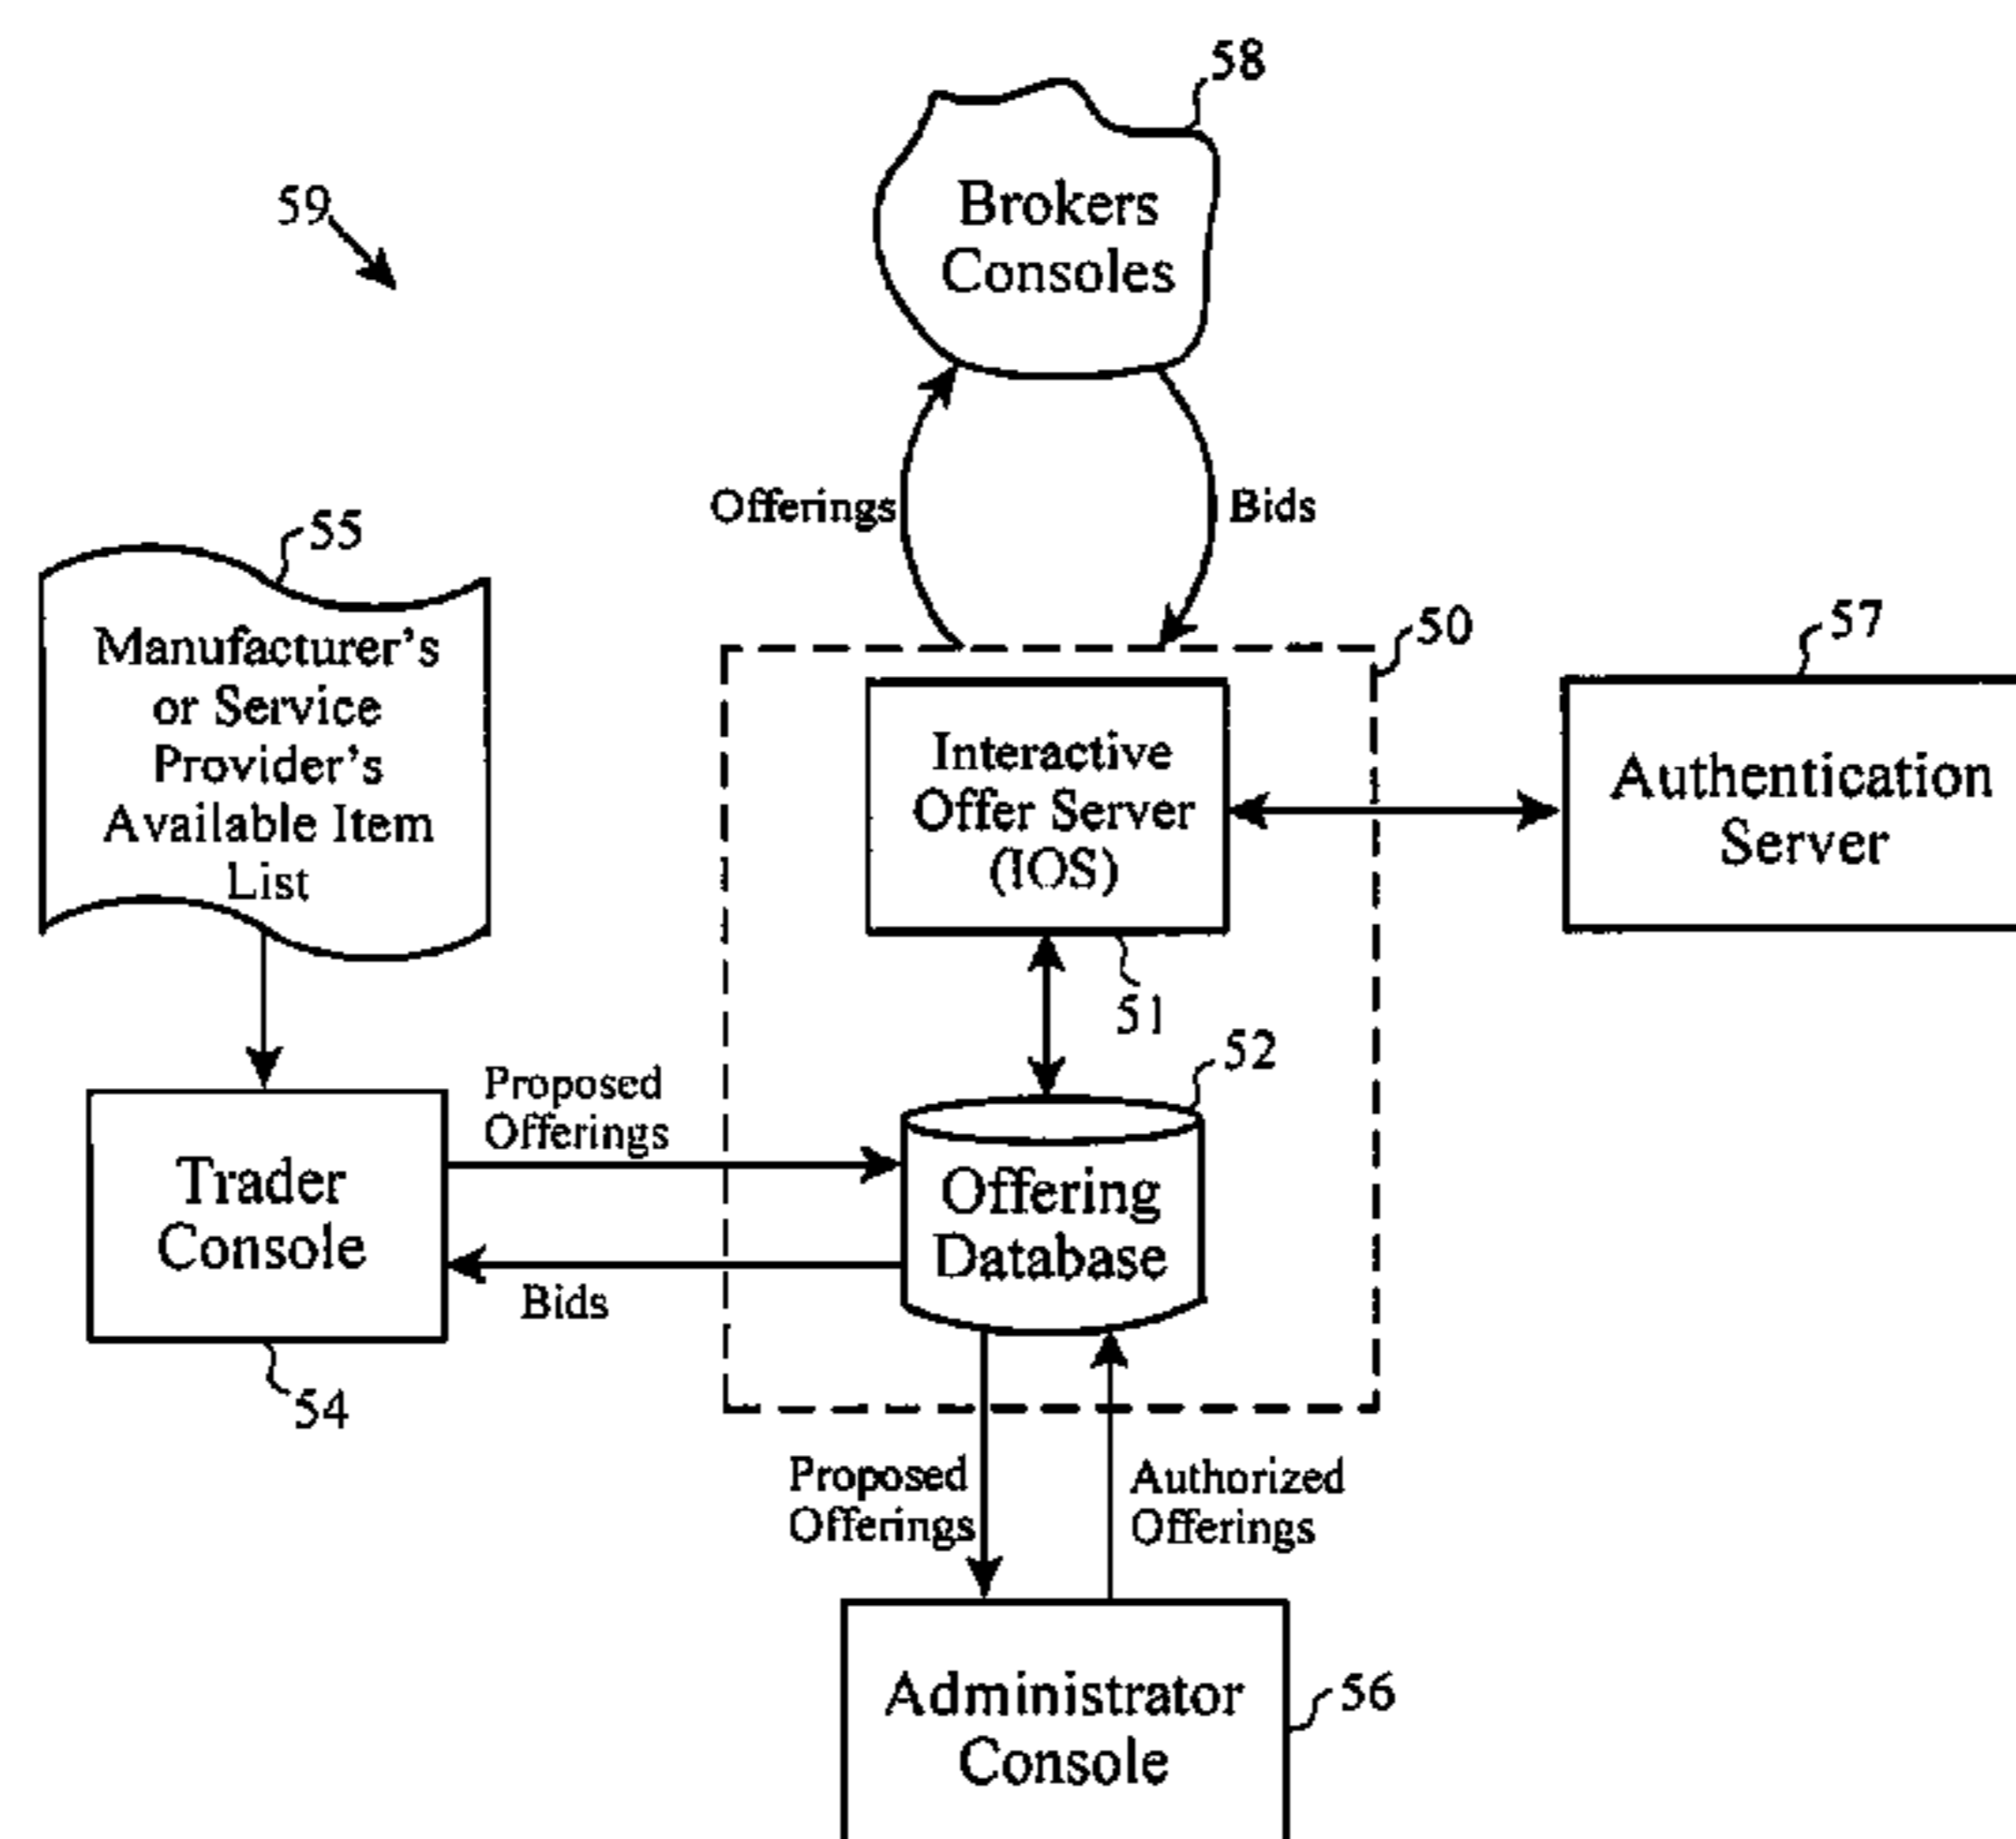 58
Brokers
Consoles
59
Offerings
Bids
55
Manufacturer's
or Service
Provider's
Available Item
List
50
57
Interactive
Offer Server
(IOS)
Authentication
Server
51
52
Proposed
Offerings
Trader
Console
Offering
Database
Bids
54
Proposed
Offerings
Authorized
Offerings
Administrator
Console
56